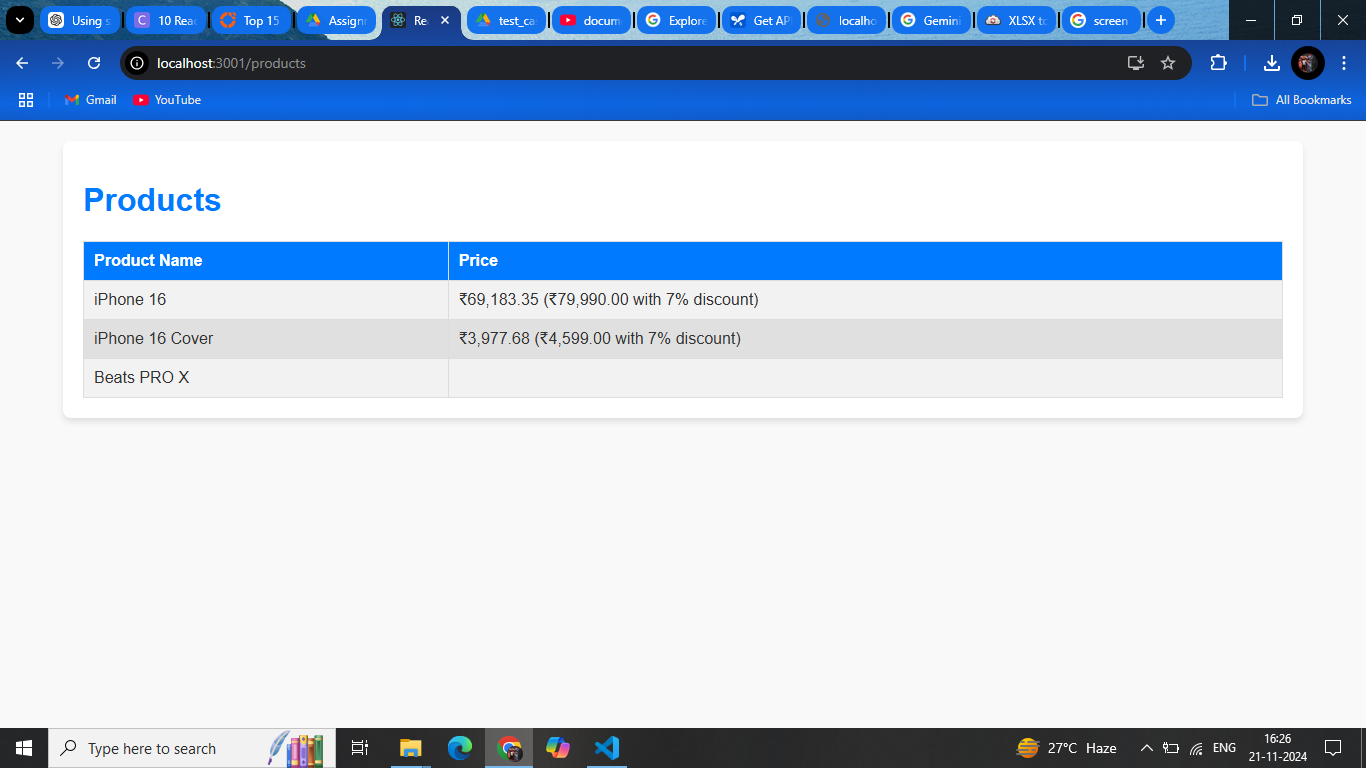 Using s
10 Reac
Top 15
Assignr
Re
test_ca
docum
Explore
Get AP
localho
Gemini
XLSX to
screen
localhost:3001/products
Gmail
YouTube
All Bookmarks
Products
Product Name Price
iPhone 16 ₹69,183.35 (₹79,990.00 with 7% discount)
iPhone 16 Cover ₹3,977.68 (₹4,599.00 with 7% discount)
Beats PRO X
Type here to search
27°C Haze
ENG
16:26
21-11-2024